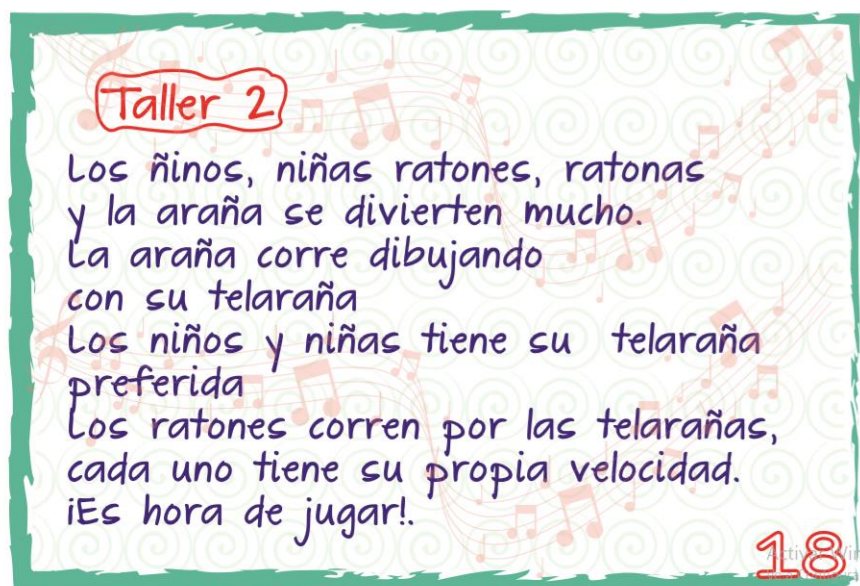 Taller 2
Los ñinos, niñas ratones, ratonas
y la araña se divierten mucho.
La araña corre dibujando
con su telaraña
Los niños y niñas tiene su telaraña
preferida
Los ratones corren por las telarañas,
cada uno tiene su propia velocidad.
¡Es hora de jugar!.
18